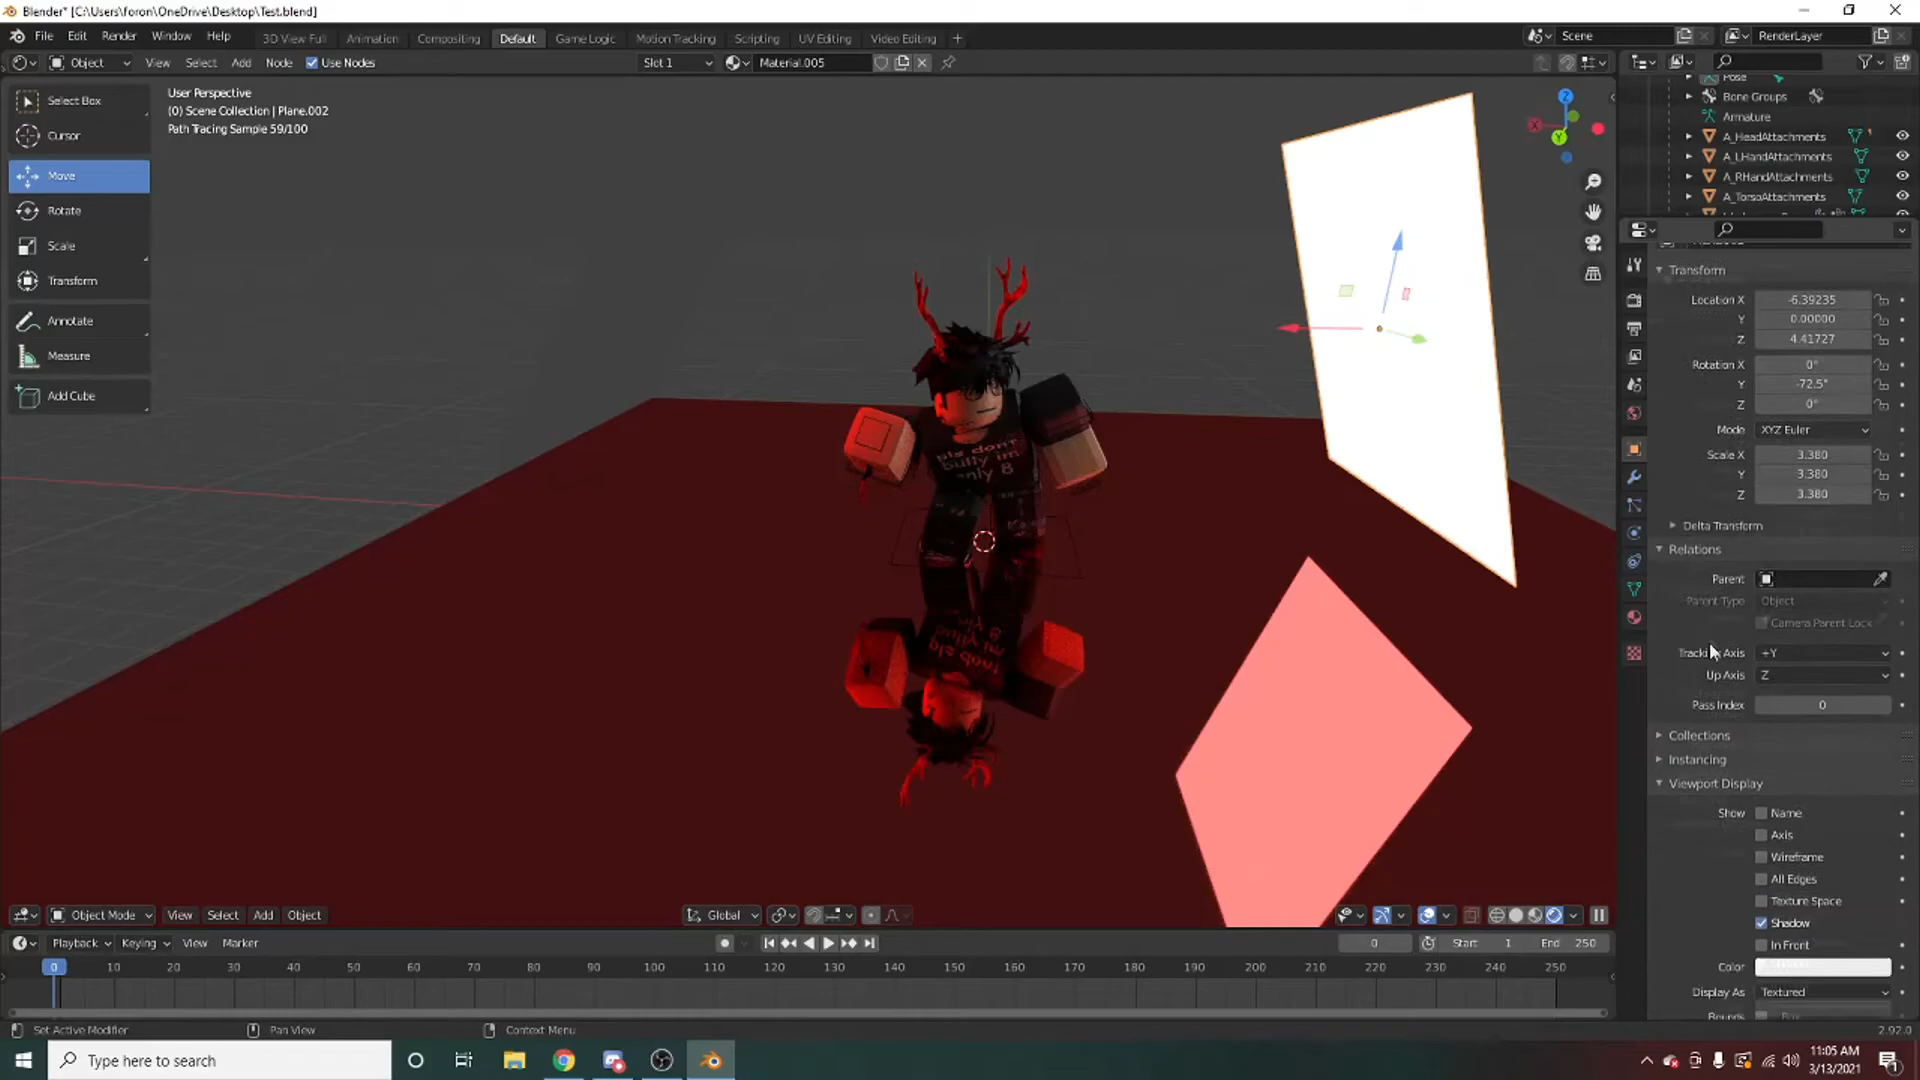 Blender* [C:\Users\foron\OneDrive\Desktop\Test.blend]
File Edit Render Window Help
3D View Full Animation Compositing Default Game Logic Motion Tracking Scripting UV Editing Video Editing +
Scene
RenderLayer
Object View Select Add Node Use Nodes
Slot 1
Material.005
Select Box
Cursor
Move
Rotate
Scale
Transform
Annotate
Measure
Add Cube
User Perspective
(0) Scene Collection | Plane.002
Path Tracing Sample 59/100
Z
X
Y
pls dont
bully im
only 8
Pose
Bone Groups
Armature
A_HeadAttachments
A_LHandAttachments
A_RHandAttachments
A_TorsoAttachments
Transform
Location X -6.39235
Y 0.00000
Z 4.41727
Rotation X 0°
Y -72.5°
Z 0°
Mode XYZ Euler
Scale X 3.380
Y 3.380
Z 3.380
Delta Transform
Relations
Parent
Parent Type Object
Camera Parent Lock
Tracki Axis +Y
Up Axis Z
Pass Index 0
Collections
Instancing
Viewport Display
Show Name
Axis
Wireframe
All Edges
Texture Space
Shadow
In Front
Color
Display As Textured
Bounds Box
Object Mode View Select Add Object
Global
Playback Keying View Marker
0
Start 1 End 250
0 10 20 30 40 50 60 70 80 90 100 110 120 130 140 150 160 170 180 190 200 210 220 230 240 250
Set Active Modifier Pan View Context Menu
2.92.0
Type here to search
11:05 AM
3/13/2021
1